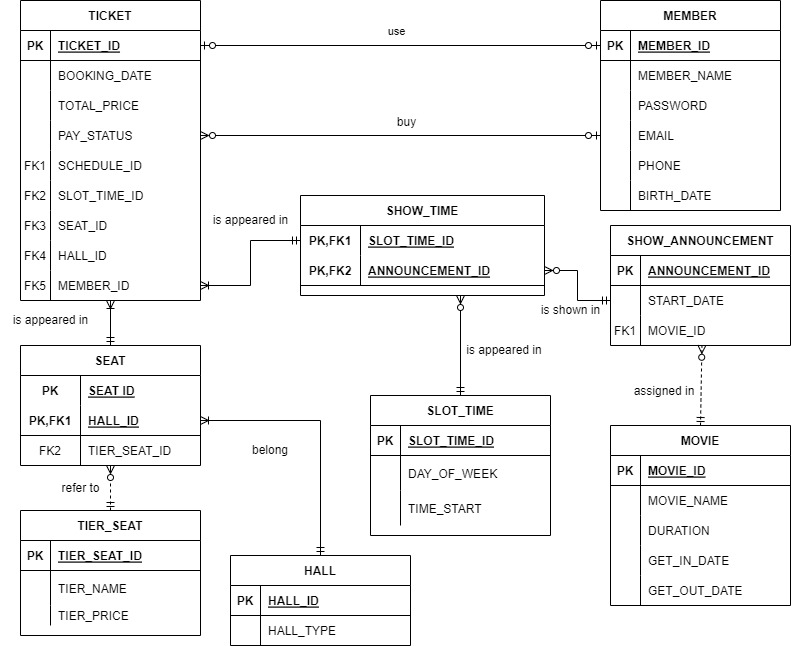 TICKET
PK TICKET_ID
BOOKING_DATE
TOTAL_PRICE
PAY_STATUS
FK1 SCHEDULE_ID
FK2 SLOT_TIME_ID
FK3 SEAT_ID
FK4 HALL_ID
FK5 MEMBER_ID
use
buy
MEMBER
PK MEMBER_ID
MEMBER_NAME
PASSWORD
EMAIL
PHONE
BIRTH_DATE
is appeared in
SHOW_TIME
PK,FK1 SLOT_TIME_ID
PK,FK2 ANNOUNCEMENT_ID
is shown in
SHOW_ANNOUNCEMENT
PK ANNOUNCEMENT_ID
START_DATE
FK1 MOVIE_ID
is appeared in
SEAT
PK SEAT ID
PK,FK1 HALL_ID
FK2 TIER_SEAT_ID
belong
is appeared in
SLOT_TIME
PK SLOT_TIME_ID
DAY_OF_WEEK
TIME_START
assigned in
MOVIE
PK MOVIE_ID
MOVIE_NAME
DURATION
GET_IN_DATE
GET_OUT_DATE
refer to
TIER_SEAT
PK TIER_SEAT_ID
TIER_NAME
TIER_PRICE
HALL
PK HALL_ID
HALL_TYPE